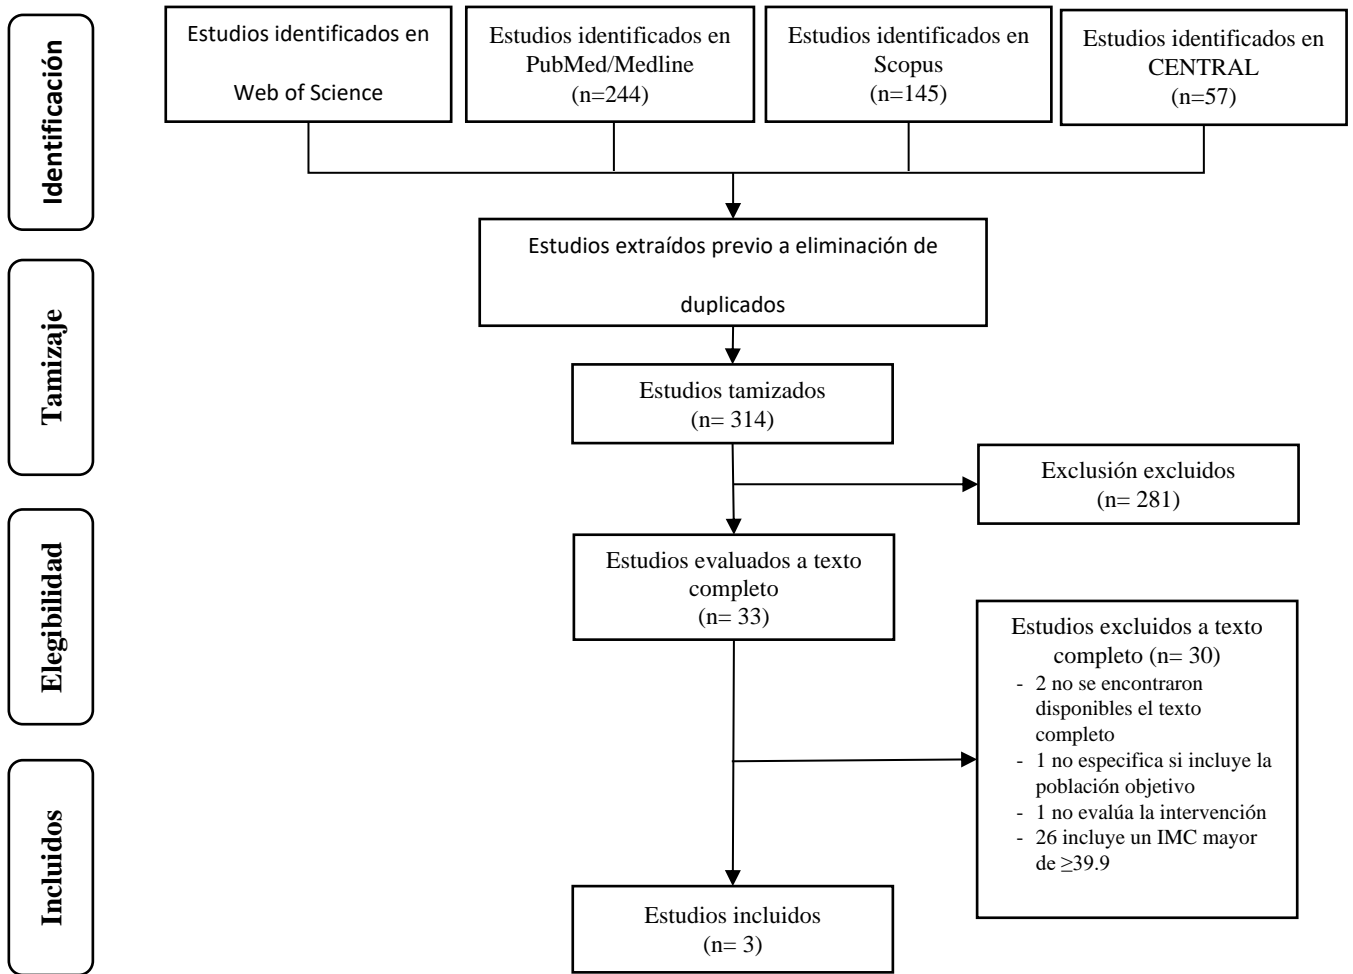 Identificación
Estudios identificados en
Web of Science
Estudios identificados en
PubMed/Medline
(n=244)
Estudios identificados en
Scopus
(n=145)
Estudios identificados en
CENTRAL
(n=57)
Estudios extraídos previo a eliminación de
duplicados
Tamizaje
Estudios tamizados
(n= 314)
Exclusión excluidos
(n= 281)
Elegibilidad
Estudios evaluados a texto
completo
(n= 33)
Estudios excluidos a texto
completo (n= 30)
- 2 no se encontraron
disponibles el texto
completo
- 1 no especifica si incluye la
población objetivo
- 1 no evalúa la intervención
- 26 incluye un IMC mayor
de ≥39.9
Incluidos
Estudios incluidos
(n= 3)